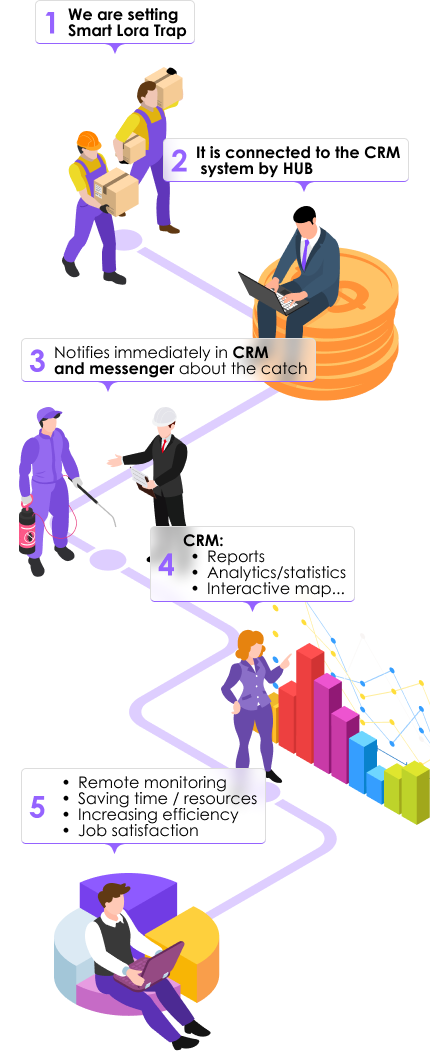 1 We are setting
Smart Lora Trap
2 It is connected to the CRM
system by HUB
3 Notifies immediately in CRM
and messenger about the catch
CRM:
4 • Reports
• Analytics/statistics
• Interactive map...
5 • Remote monitoring
• Saving time / resources
• Increasing efficiency
• Job satisfaction